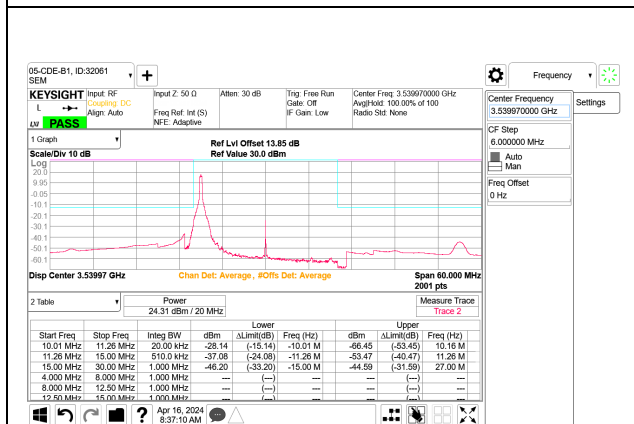 05-CDE-B1, ID:32061
SEM
+
Frequency
KEYSIGHT Input: RF Input Z: 50 Ω Atten: 30 dB Trig: Free Run Center Freq: 3.539970000 GHz
L Coupling: DC Gate: Off Avg|Hold: 100.00% of 100
Align: Auto Freq Ref: Int (S) IF Gain: Low Radio Std: None
NFE: Adaptive
LXI PASS
Center Frequency
3.539970000 GHz
Settings
CF Step
6.000000 MHz
Auto
Man
Freq Offset
0 Hz
1 Graph
Ref Lvl Offset 13.85 dB
Scale/Div 10 dB Ref Value 30.0 dBm
Log
20.0
9.95
-0.05
-10.1
-20.1
-30.1
-40.1
-50.1
-60.1
Disp Center 3.53997 GHz Chan Det: Average, #Offs Det: Average Span 60.000 MHz
2001 pts
2 Table Power Measure Trace
24.31 dBm / 20 MHz Trace 2
Lower Upper
Start Freq Stop Freq Integ BW dBm ΔLimit(dB) Freq (Hz) dBm ΔLimit(dB) Freq (Hz)
10.01 MHz 11.26 MHz 20.00 kHz -28.14 (-15.14) -10.01 M -66.45 (-53.45) 10.16 M
11.26 MHz 15.00 MHz 510.0 kHz -37.08 (-24.08) -11.26 M -53.47 (-40.47) 11.26 M
15.00 MHz 30.00 MHz 1.000 MHz -46.20 (-33.20) -15.00 M -44.59 (-31.59) 27.00 M
4.000 MHz 8.000 MHz 1.000 MHz --- (---) --- --- (---) ---
8.000 MHz 12.50 MHz 1.000 MHz --- (---) --- --- (---) ---
12.50 MHz 15.00 MHz 1.000 MHz --- (---) --- --- (---) ---
? Apr 16, 2024
8:37:10 AM